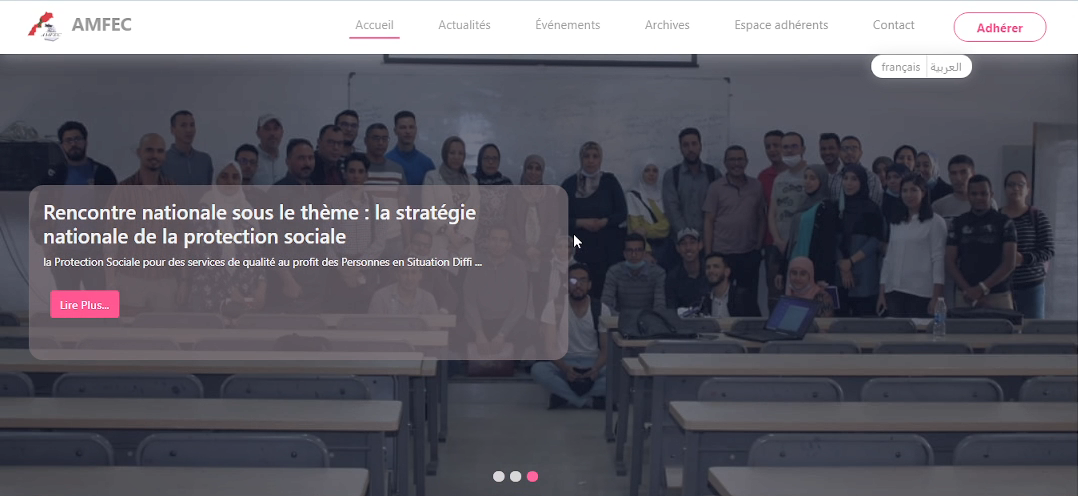 AMFEC
Accueil
Actualités
Événements
Archives
Espace adhérents
Contact
Adhérer
français
العربية
Rencontre nationale sous le thème : la stratégie
nationale de la protection sociale
la Protection Sociale pour des services de qualité au profit des Personnes en Situation Diffi ...
Lire Plus...